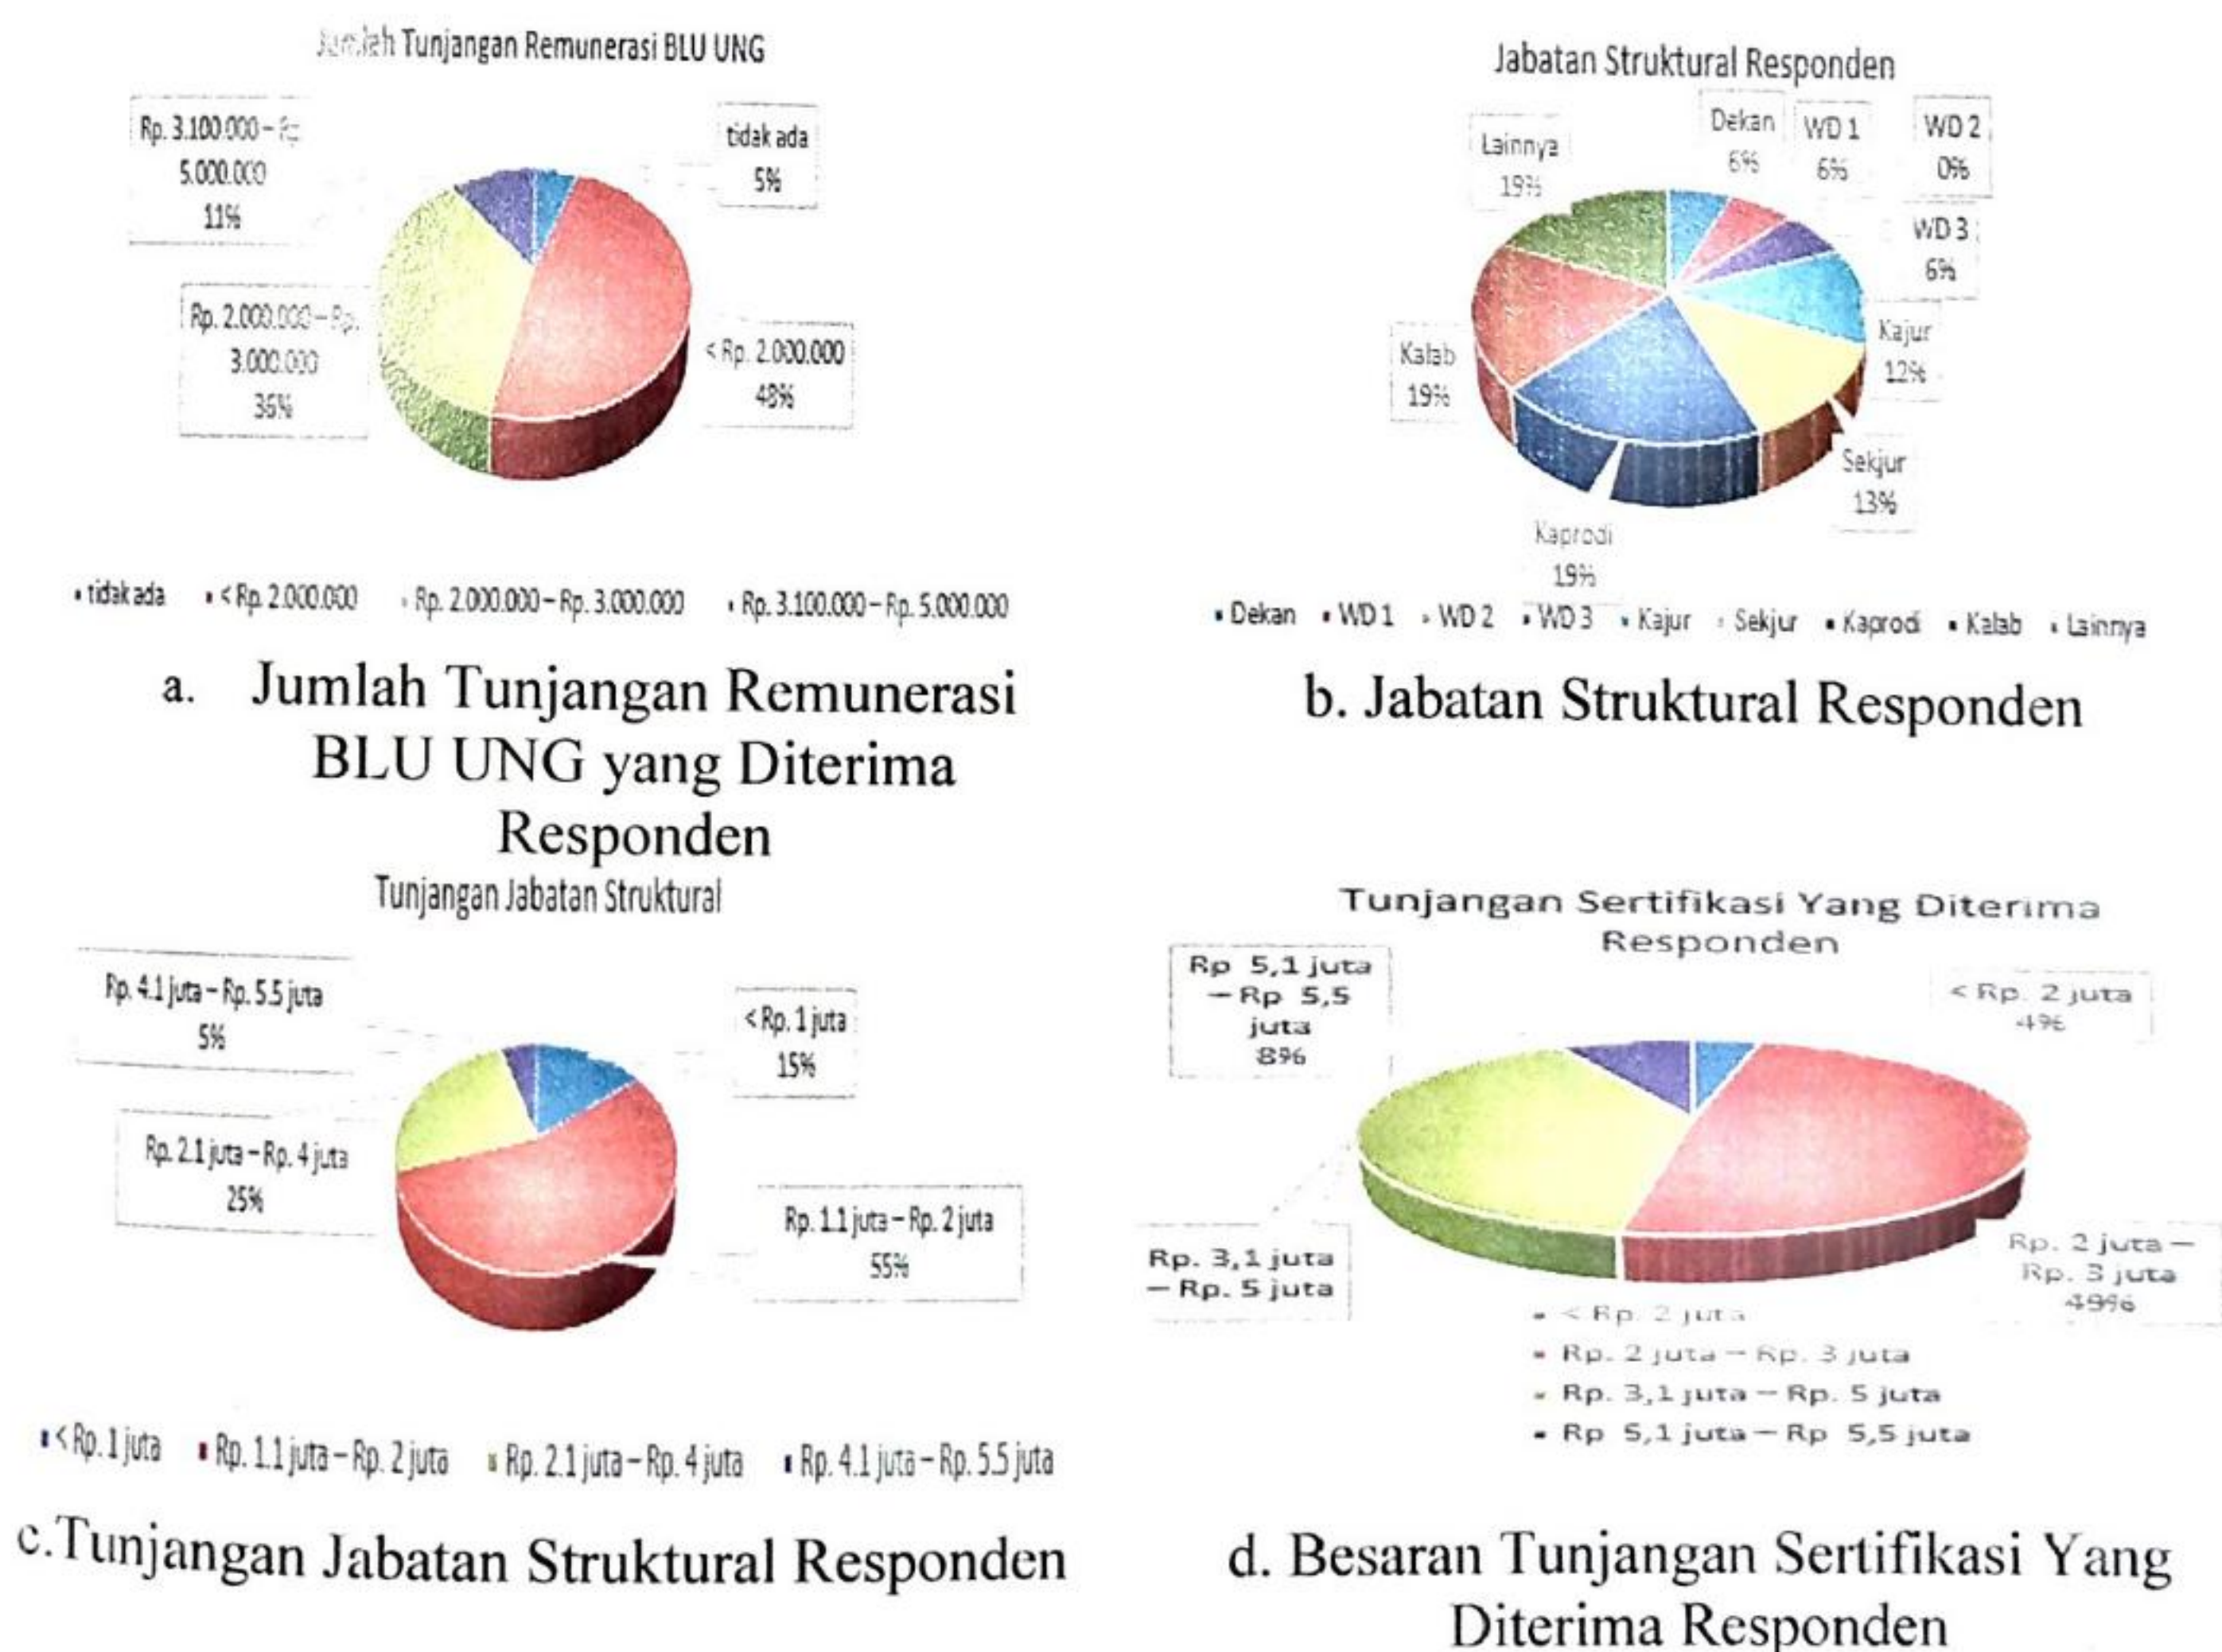 Jumlah Tunjangan Remunerasi BLU UNG
Rp. 3.100.000 – Rp.
5.000.000
11%
tidak ada
5%
Rp. 2.000.000 – Rp.
3.000.000
36%
< Rp. 2.000.000
48%
tidak ada < Rp. 2.000.000 Rp. 2.000.000 – Rp. 3.000.000 Rp. 3.100.000 – Rp. 5.000.000
a. Jumlah Tunjangan Remunerasi
BLU UNG yang Diterima
Responden
Jabatan Struktural Responden
Lainnya
19%
Dekan
6%
WD 1
6%
WD 2
0%
WD 3
6%
Kajur
12%
Kalab
19%
Sekjur
13%
Kaprodi
19%
Dekan WD 1 WD 2 WD 3 Kajur Sekjur Kaprodi Kalab Lainnya
b. Jabatan Struktural Responden
Tunjangan Jabatan Struktural
Rp. 4.1 juta – Rp. 5.5 juta
5%
< Rp. 1 juta
15%
Rp. 2.1 juta – Rp. 4 juta
25%
Rp. 1.1 juta – Rp. 2 juta
55%
< Rp. 1 juta Rp. 1.1 juta – Rp. 2 juta Rp. 2.1 juta – Rp. 4 juta Rp. 4.1 juta – Rp. 5.5 juta
c.Tunjangan Jabatan Struktural Responden
Tunjangan Sertifikasi Yang Diterima
Responden
Rp 5,1 juta
– Rp 5,5
juta
8%
< Rp. 2 juta
4%
Rp. 3,1 juta
– Rp. 5 juta
Rp. 2 juta –
Rp. 3 juta
49%
< Rp. 2 juta
Rp. 2 juta – Rp. 3 juta
Rp. 3,1 juta – Rp. 5 juta
Rp 5,1 juta – Rp 5,5 juta
d. Besaran Tunjangan Sertifikasi Yang
Diterima Responden